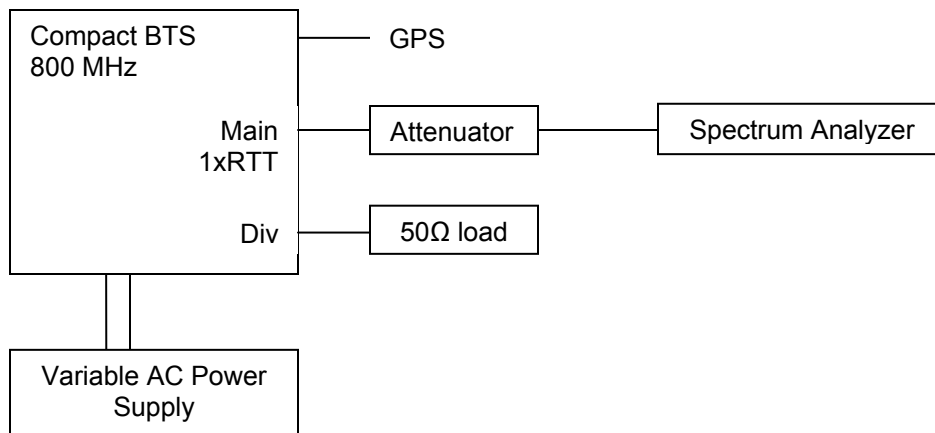 Compact BTS
800 MHz
GPS
Main
1xRTT
Attenuator
Spectrum Analyzer
Div
50Ω load
Variable AC Power
Supply